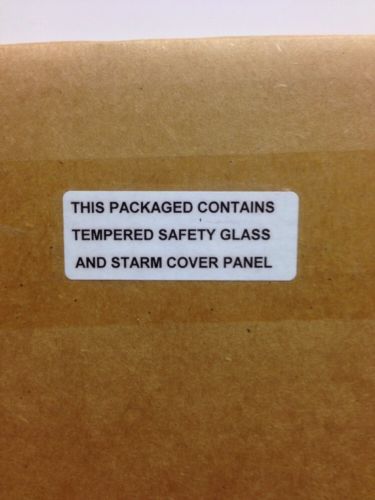 THIS PACKAGED CONTAINS
TEMPERED SAFETY GLASS
AND STARM COVER PANEL